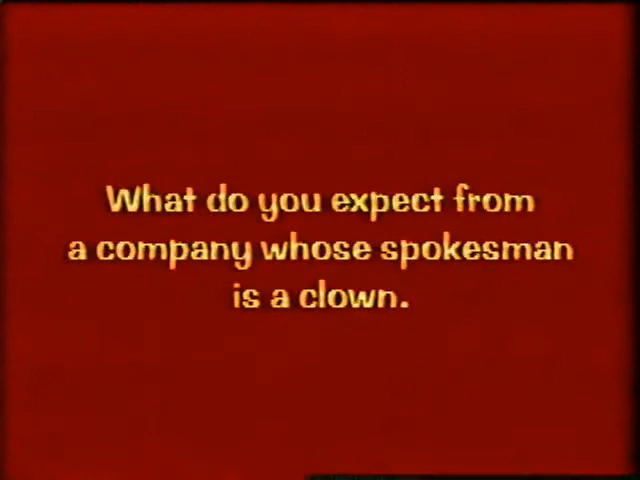 What do you expect from
a company whose spokesman
is a clown.